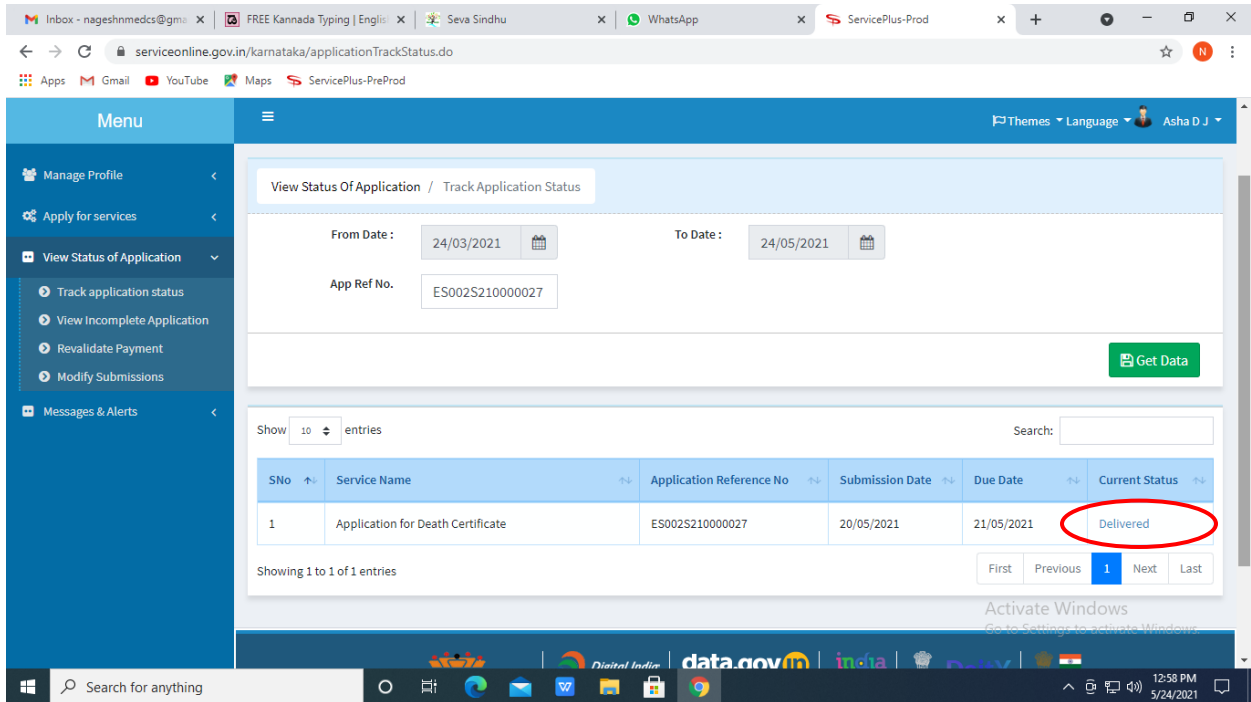 Inbox - nageshnmedcs@gma
FREE Kannada Typing | Englis
Seva Sindhu
WhatsApp
ServicePlus-Prod
serviceonline.gov.in/karnataka/applicationTrackStatus.do
N
Apps Gmail YouTube Maps ServicePlus-PreProd
Menu
Themes Language Asha D J
Manage Profile
Apply for services
View Status of Application
Track application status
View Incomplete Application
Revalidate Payment
Modify Submissions
Messages & Alerts
View Status Of Application / Track Application Status
From Date : 24/03/2021 To Date : 24/05/2021
App Ref No. ES002S210000027
Get Data
Show 10 entries Search:
SNo Service Name Application Reference No Submission Date Due Date Current Status
1 Application for Death Certificate ES002S210000027 20/05/2021 21/05/2021 Delivered
Showing 1 to 1 of 1 entries First Previous 1 Next Last
Activate Windows
Go to Settings to activate Windows.
Digital India data.gov in india
Search for anything
12:58 PM
5/24/2021